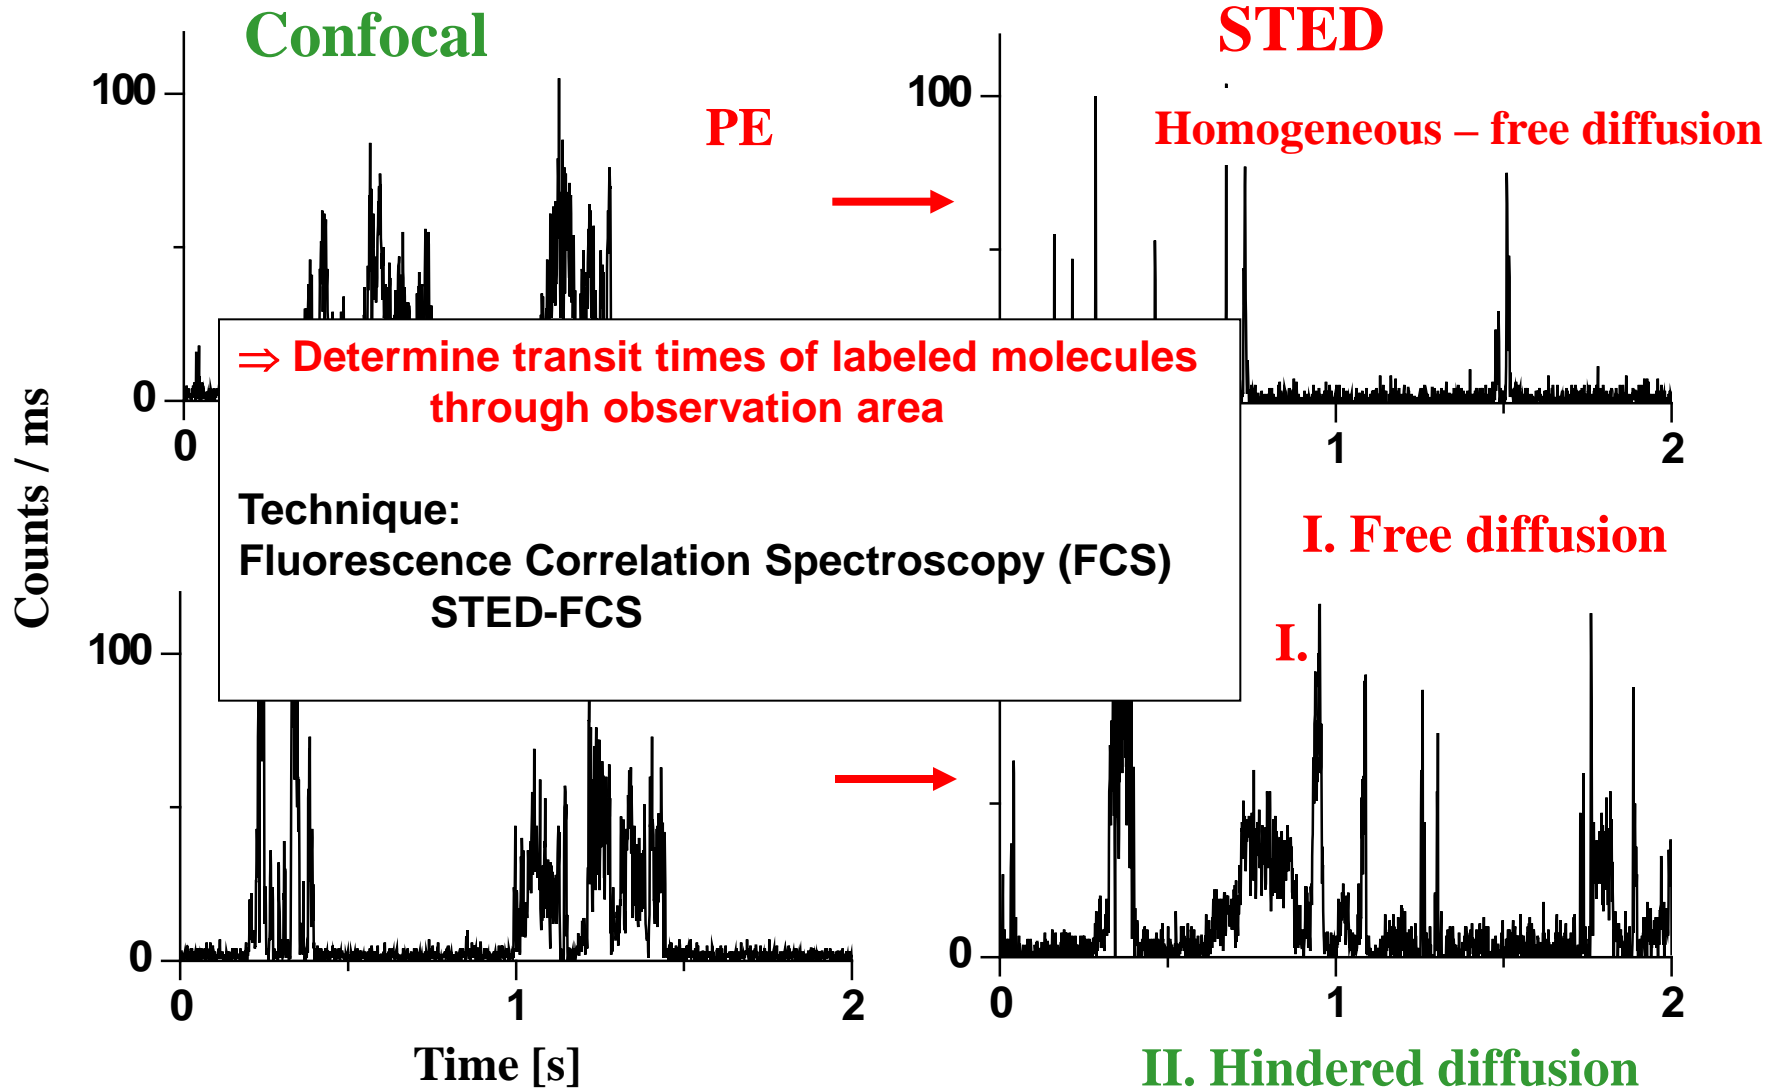 Confocal
STED
100
PE
100
Homogeneous – free diffusion
⇒ Determine transit times of labeled molecules
through observation area
0
0
1
2
Counts / ms
Technique:
Fluorescence Correlation Spectroscopy (FCS)
STED-FCS
I. Free diffusion
100
I.
0
0
1
2
0
0
1
2
Time [s]
II. Hindered diffusion